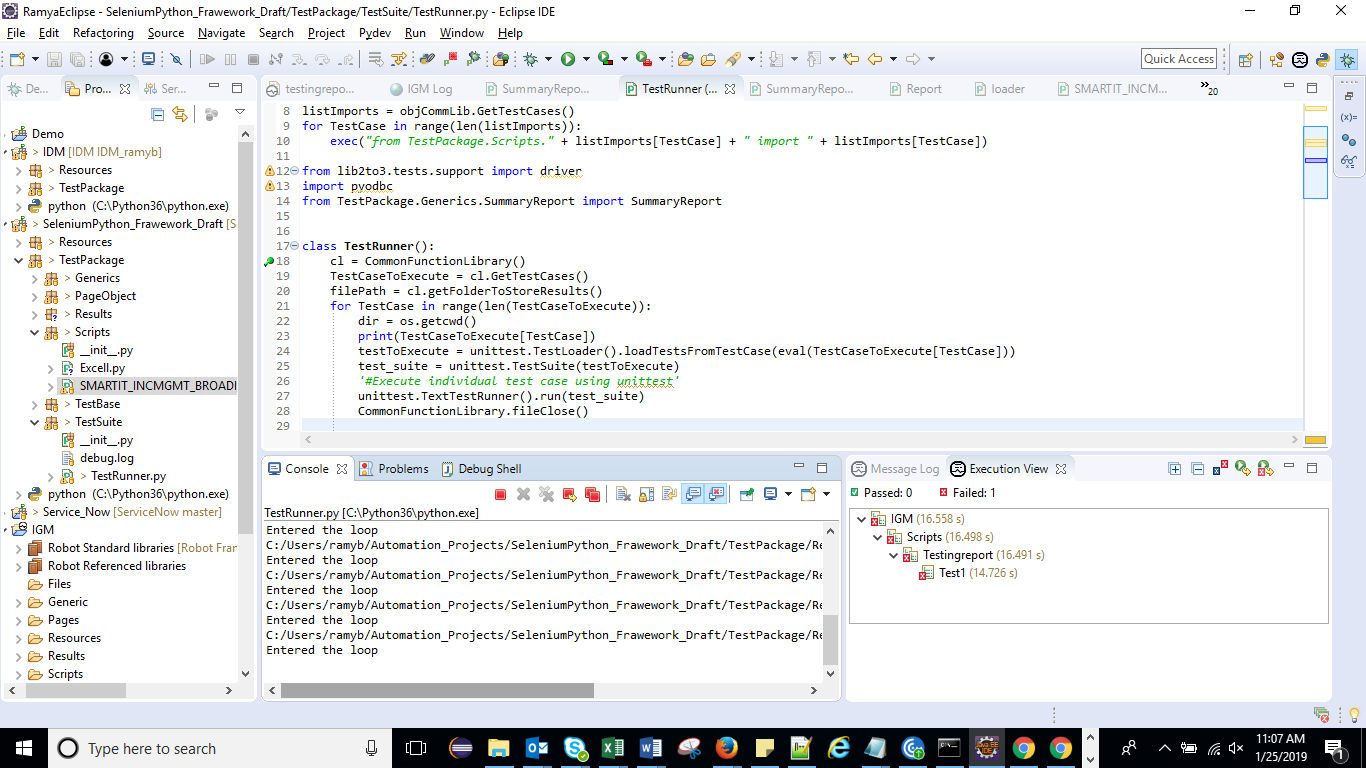 RamyaEclipse - SeleniumPython_Frawework_Draft/TestPackage/TestSuite/TestRunner.py - Eclipse IDE
File Edit Refactoring Source Navigate Search Project Pydev Run Window Help
Quick Access
De... Pro... Ser...
testingrepo... IGM Log SummaryRepo... TestRunner (... SummaryRepo... Report loader SMARTIT_INCM... »20
Demo
> IDM [IDM IDM_ramyb]
> Resources
> TestPackage
python (C:\Python36\python.exe)
> SeleniumPython_Frawework_Draft [S
> Resources
> TestPackage
> Generics
> PageObject
> Results
> Scripts
__init__.py
Excell.py
SMARTIT_INCMGMT_BROADI
> TestBase
> TestSuite
__init__.py
debug.log
> TestRunner.py
python (C:\Python36\python.exe)
> Service_Now [ServiceNow master]
IGM
Robot Standard libraries [Robot Fran
Robot Referenced libraries
Files
Generic
Pages
Resources
Results
Scripts
8 listImports = objCommLib.GetTestCases()
9 for TestCase in range(len(listImports)):
10 exec("from TestPackage.Scripts." + listImports[TestCase] + " import " + listImports[TestCase])
11
12 from lib2to3.tests.support import driver
13 import pyodbc
14 from TestPackage.Generics.SummaryReport import SummaryReport
15
16
17 class TestRunner():
18 cl = CommonFunctionLibrary()
19 TestCaseToExecute = cl.GetTestCases()
20 filePath = cl.getFolderToStoreResults()
21 for TestCase in range(len(TestCaseToExecute)):
22 dir = os.getcwd()
23 print(TestCaseToExecute[TestCase])
24 testToExecute = unittest.TestLoader().loadTestsFromTestCase(eval(TestCaseToExecute[TestCase]))
25 test_suite = unittest.TestSuite(testToExecute)
26 '#Execute individual test case using unittest'
27 unittest.TextTestRunner().run(test_suite)
28 CommonFunctionLibrary.fileClose()
29
Console Problems Debug Shell
TestRunner.py [C:\Python36\python.exe]
Entered the loop
C:/Users/ramyb/Automation_Projects/SeleniumPython_Frawework_Draft/TestPackage/Re
Entered the loop
C:/Users/ramyb/Automation_Projects/SeleniumPython_Frawework_Draft/TestPackage/Re
Entered the loop
C:/Users/ramyb/Automation_Projects/SeleniumPython_Frawework_Draft/TestPackage/Re
Entered the loop
C:/Users/ramyb/Automation_Projects/SeleniumPython_Frawework_Draft/TestPackage/Re
Entered the loop
Message Log Execution View
Passed: 0 Failed: 1
IGM (16.558 s)
Scripts (16.498 s)
Testingreport (16.491 s)
Test1 (14.726 s)
Type here to search
11:07 AM
1/25/2019
1